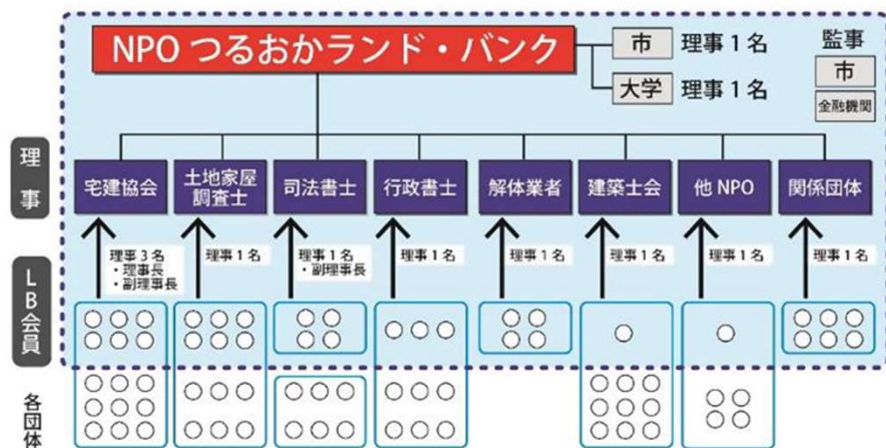 NPO つるおかランド・バンク
市 理事1名
大学 理事1名
監事
市
金融機関
理事
宅建協会
土地家屋
調査士
司法書士
行政書士
解体業者
建築士会
他 NPO
関係団体
理事3名
・理事長
・副理事長
理事1名
理事1名
・副理事長
理事1名
理事1名
理事1名
理事1名
理事1名
LB会員
各団体